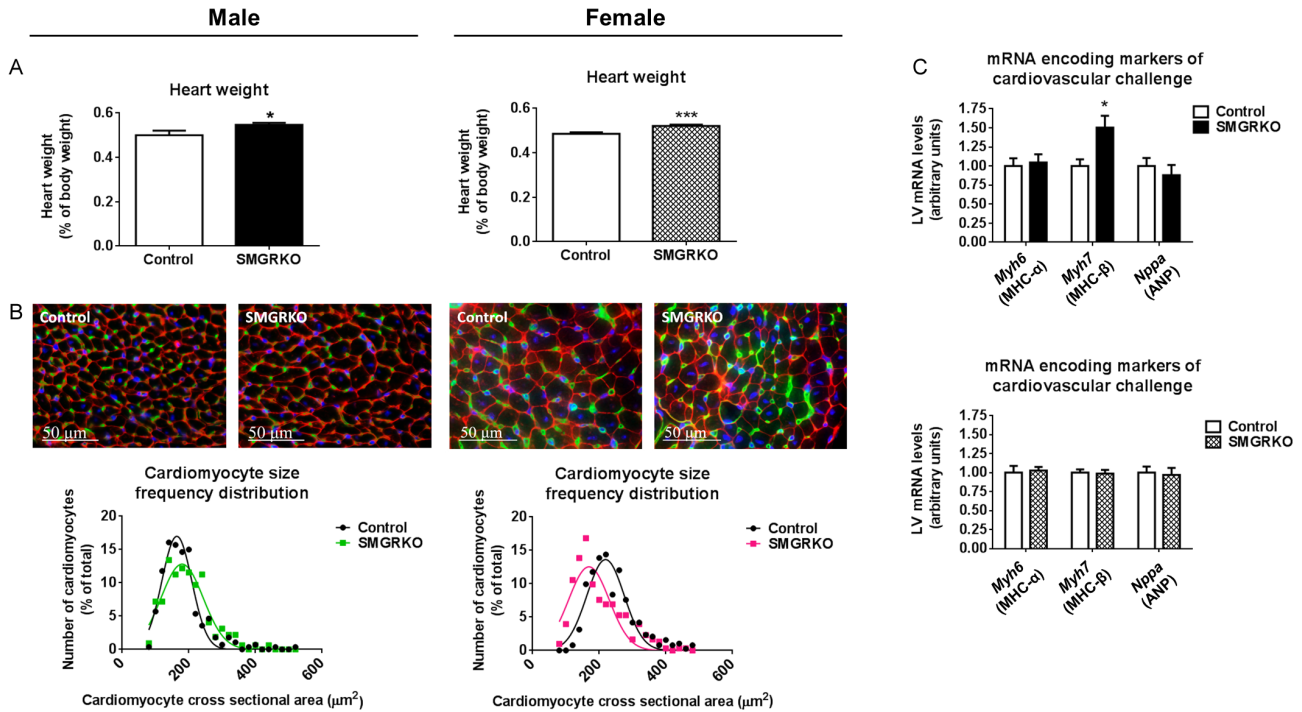 Male
Female
A
Heart weight
Heart weight
(% of body weight)
0.6
0.4
0.2
0.0
*
Control
SMGRKO
Heart weight
Heart weight
(% of body weight)
0.6
0.4
0.2
0.0
***
Control
SMGRKO
B
Control
50 μm
SMGRKO
50 μm
Control
50 μm
SMGRKO
50 μm
Cardiomyocyte size
frequency distribution
Number of cardiomyocytes
(% of total)
20
15
10
5
0
0
200
400
600
Control
SMGRKO
Cardiomyocyte cross sectional area (μm²)
Cardiomyocyte size
frequency distribution
Number of cardiomyocytes
(% of total)
20
15
10
5
0
0
200
400
600
Control
SMGRKO
Cardiomyocyte cross sectional area (μm²)
C
mRNA encoding markers of
cardiovascular challenge
LV mRNA levels
(arbitrary units)
1.75
1.50
1.25
1.00
0.75
0.50
0.25
0.00
*
Control
SMGRKO
Myh6
(MHC-α)
Myh7
(MHC-β)
Nppa
(ANP)
mRNA encoding markers of
cardiovascular challenge
LV mRNA levels
(arbitrary units)
1.75
1.50
1.25
1.00
0.75
0.50
0.25
0.00
Control
SMGRKO
Myh6
(MHC-α)
Myh7
(MHC-β)
Nppa
(ANP)